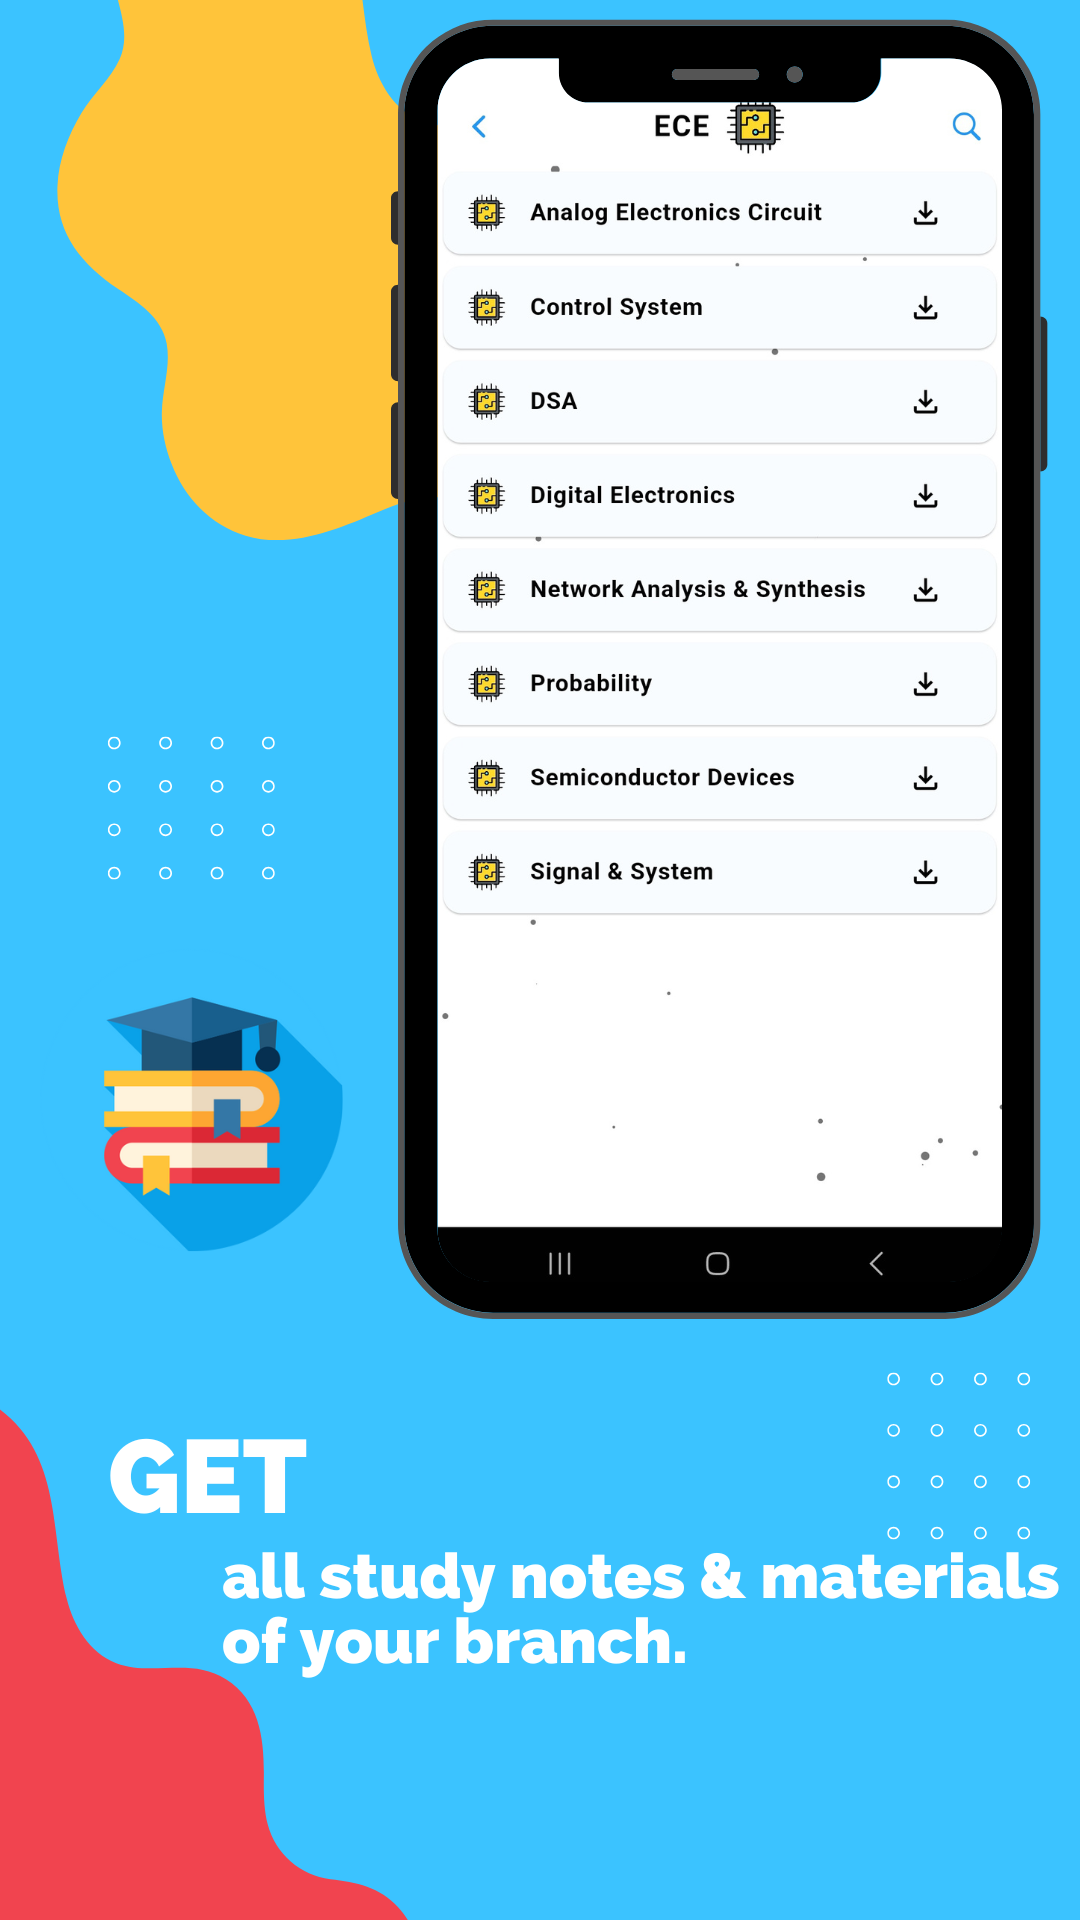 ECE
Analog Electronics Circuit
Control System
DSA
Digital Electronics
Network Analysis & Synthesis
Probability
Semiconductor Devices
Signal & System
GET
all study notes & materials
of your branch.